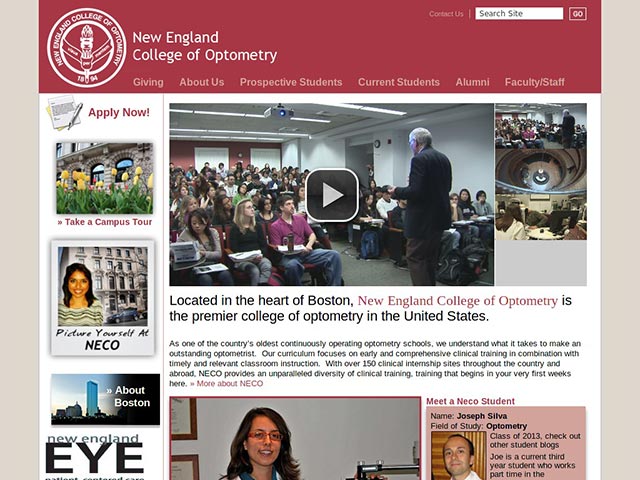 Contact Us
Search Site
GO
NEW ENGLAND COLLEGE OF OPTOMETRY
1894
New England
College of Optometry
Giving
About Us
Prospective Students
Current Students
Alumni
Faculty/Staff
Apply Now!
» Take a Campus Tour
Picture Yourself At
NECO
» About
Boston
new england
EYE
patient-centered care
Located in the heart of Boston, New England College of Optometry is
the premier college of optometry in the United States.
As one of the country's oldest continuously operating optometry schools, we understand what it takes to make an
outstanding optometrist. Our curriculum focuses on early and comprehensive clinical training in combination with
timely and relevant classroom instruction. With over 150 clinical internship sites throughout the country and
abroad, NECO provides an unparalleled diversity of clinical training, training that begins in your very first weeks
here. » More about NECO
Meet a Neco Student
Name: Joseph Silva
Field of Study: Optometry
Class of 2013, check out
other student blogs
Joe is a current third
year student who works
part time in the